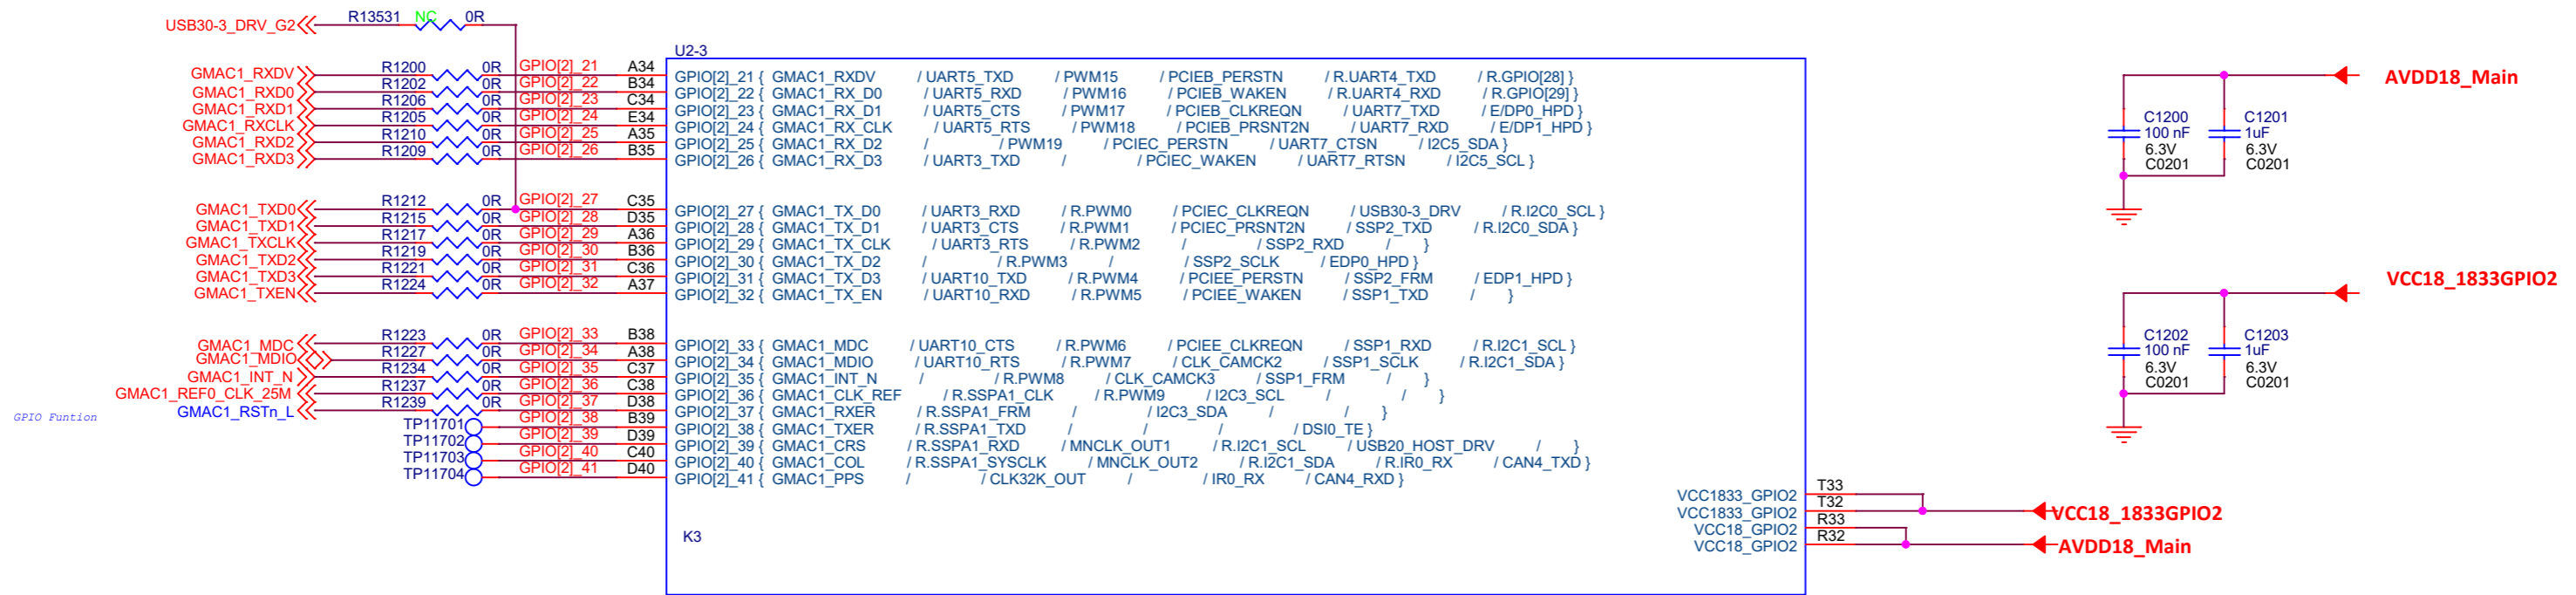 USB30-3_DRV_G2 R13531 NC 0R
U2-3
GMAC1_RXDV R1200 0R GPIO[2]_21 A34 GPIO[2]_21 { GMAC1_RXDV / UART5_TXD / PWM15 / PCIEB_PERSTN / R.UART4_TXD / R.GPIO[28] }
GMAC1_RXD0 R1202 0R GPIO[2]_22 B34 GPIO[2]_22 { GMAC1_RX_D0 / UART5_RXD / PWM16 / PCIEB_WAKEN / R.UART4_RXD / R.GPIO[29] }
GMAC1_RXD1 R1206 0R GPIO[2]_23 C34 GPIO[2]_23 { GMAC1_RX_D1 / UART5_CTS / PWM17 / PCIEB_CLKREQN / UART7_TXD / E/DP0_HPD }
GMAC1_RXCLK R1205 0R GPIO[2]_24 E34 GPIO[2]_24 { GMAC1_RX_CLK / UART5_RTS / PWM18 / PCIEB_PRSNT2N / UART7_RXD / E/DP1_HPD }
GMAC1_RXD2 R1210 0R GPIO[2]_25 A35 GPIO[2]_25 { GMAC1_RX_D2 / / PWM19 / PCIEC_PERSTN / UART7_CTSN / I2C5_SDA }
GMAC1_RXD3 R1209 0R GPIO[2]_26 B35 GPIO[2]_26 { GMAC1_RX_D3 / UART3_TXD / / PCIEC_WAKEN / UART7_RTSN / I2C5_SCL }
GMAC1_TXD0 R1212 0R GPIO[2]_27 C35 GPIO[2]_27 { GMAC1_TX_D0 / UART3_RXD / R.PWM0 / PCIEC_CLKREQN / USB30-3_DRV / R.I2C0_SCL }
GMAC1_TXD1 R1215 0R GPIO[2]_28 D35 GPIO[2]_28 { GMAC1_TX_D1 / UART3_CTS / R.PWM1 / PCIEC_PRSNT2N / SSP2_TXD / R.I2C0_SDA }
GMAC1_TXCLK R1217 0R GPIO[2]_29 A36 GPIO[2]_29 { GMAC1_TX_CLK / UART3_RTS / R.PWM2 / / SSP2_RXD / }
GMAC1_TXD2 R1219 0R GPIO[2]_30 B36 GPIO[2]_30 { GMAC1_TX_D2 / / R.PWM3 / / SSP2_SCLK / EDP0_HPD }
GMAC1_TXD3 R1221 0R GPIO[2]_31 C36 GPIO[2]_31 { GMAC1_TX_D3 / UART10_TXD / R.PWM4 / PCIEE_PERSTN / SSP2_FRM / EDP1_HPD }
GMAC1_TXEN R1224 0R GPIO[2]_32 A37 GPIO[2]_32 { GMAC1_TX_EN / UART10_RXD / R.PWM5 / PCIEE_WAKEN / SSP1_TXD / }
GMAC1_MDC R1223 0R GPIO[2]_33 B38 GPIO[2]_33 { GMAC1_MDC / UART10_CTS / R.PWM6 / PCIEE_CLKREQN / SSP1_RXD / R.I2C1_SCL }
GMAC1_MDIO R1227 0R GPIO[2]_34 A38 GPIO[2]_34 { GMAC1_MDIO / UART10_RTS / R.PWM7 / CLK_CAMCK2 / SSP1_SCLK / R.I2C1_SDA }
GMAC1_INT_N R1234 0R GPIO[2]_35 C37 GPIO[2]_35 { GMAC1_INT_N / / R.PWM8 / CLK_CAMCK3 / SSP1_FRM / }
GMAC1_REF0_CLK_25M R1237 0R GPIO[2]_36 C38 GPIO[2]_36 { GMAC1_CLK_REF / R.SSPA1_CLK / R.PWM9 / I2C3_SCL / / }
GMAC1_RSTn_L R1239 0R GPIO[2]_37 D38 GPIO[2]_37 { GMAC1_RXER / R.SSPA1_FRM / / I2C3_SDA / / }
GPIO Funtion
TP11701 GPIO[2]_38 B39 GPIO[2]_38 { GMAC1_TXER / R.SSPA1_TXD / / / / DSI0_TE }
TP11702 GPIO[2]_39 D39 GPIO[2]_39 { GMAC1_CRS / R.SSPA1_RXD / MNCLK_OUT1 / R.I2C1_SCL / USB20_HOST_DRV / }
TP11703 GPIO[2]_40 C40 GPIO[2]_40 { GMAC1_COL / R.SSPA1_SYSCLK / MNCLK_OUT2 / R.I2C1_SDA / R.IR0_RX / CAN4_TXD }
TP11704 GPIO[2]_41 D40 GPIO[2]_41 { GMAC1_PPS / / CLK32K_OUT / / IR0_RX / CAN4_RXD }
K3
VCC1833_GPIO2 T33
VCC1833_GPIO2 T32 VCC18_1833GPIO2
VCC18_GPIO2 R33
VCC18_GPIO2 R32 AVDD18_Main
AVDD18_Main
C1200 C1201
100 nF 1uF
6.3V 6.3V
C0201 C0201
VCC18_1833GPIO2
C1202 C1203
100 nF 1uF
6.3V 6.3V
C0201 C0201